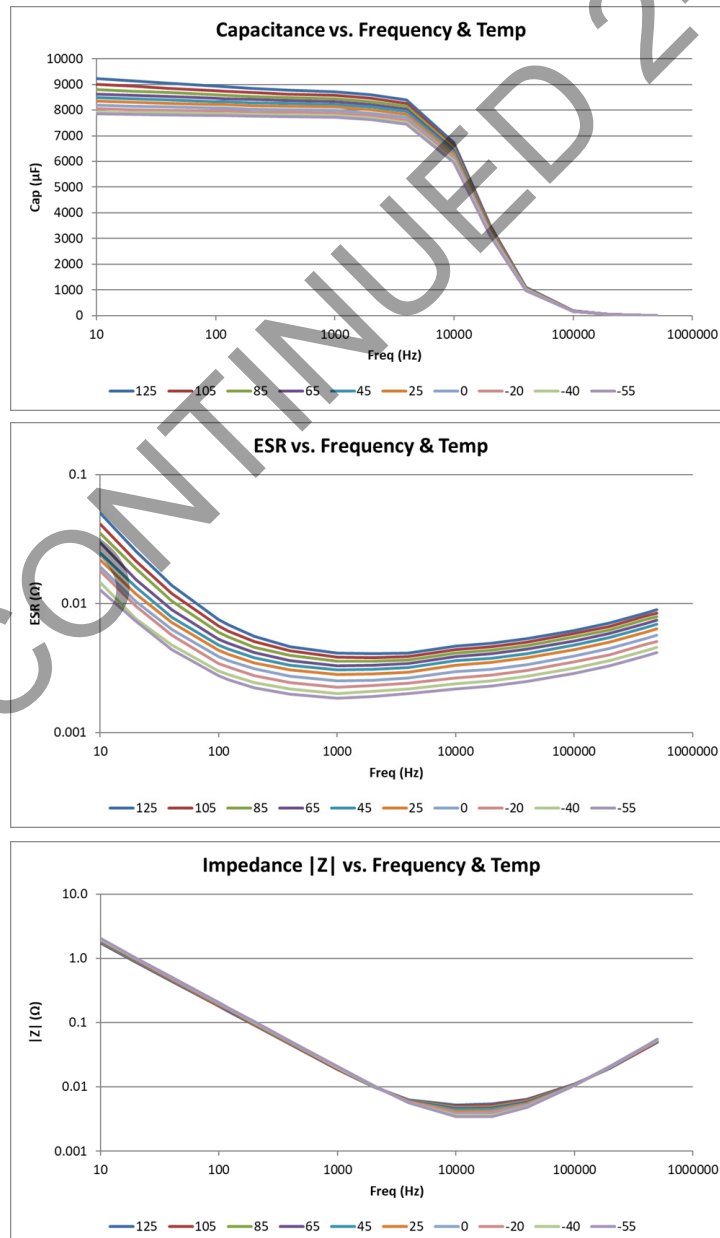 Capacitance vs. Frequency & Temp
10000
9000
8000
7000
6000
5000
4000
3000
2000
1000
0
Cap (µF)
10 100 1000 10000 100000 1000000
Freq (Hz)
125 105 85 65 45 25 0 -20 -40 -55
ESR vs. Frequency & Temp
0.1
0.01
0.001
ESR (Ω)
10 100 1000 10000 100000 1000000
Freq (Hz)
125 105 85 65 45 25 0 -20 -40 -55
Impedance |Z| vs. Frequency & Temp
10.0
1.0
0.1
0.01
0.001
|Z| (Ω)
10 100 1000 10000 100000 1000000
Freq (Hz)
125 105 85 65 45 25 0 -20 -40 -55
CONTINUED